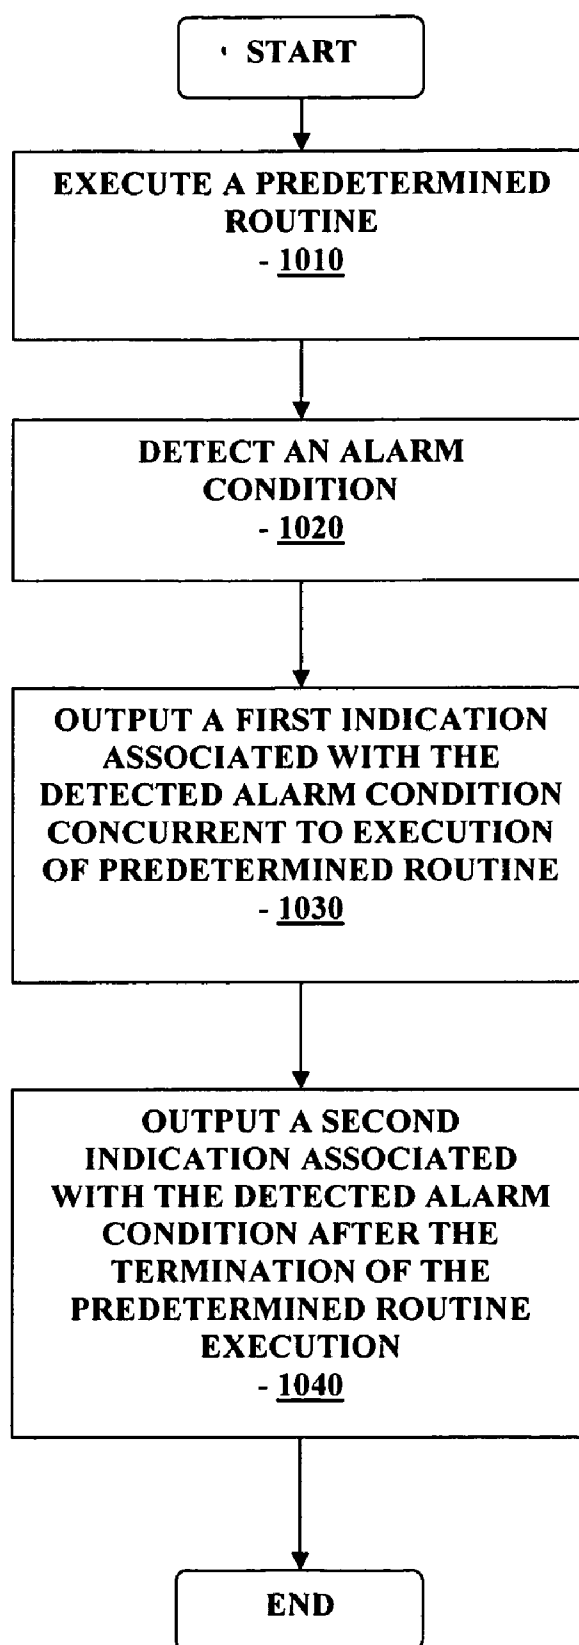 START
EXECUTE A PREDETERMINED
ROUTINE
- 1010
DETECT AN ALARM
CONDITION
- 1020
OUTPUT A FIRST INDICATION
ASSOCIATED WITH THE
DETECTED ALARM CONDITION
CONCURRENT TO EXECUTION
OF PREDETERMINED ROUTINE
- 1030
OUTPUT A SECOND
INDICATION ASSOCIATED
WITH THE DETECTED ALARM
CONDITION AFTER THE
TERMINATION OF THE
PREDETERMINED ROUTINE
EXECUTION
- 1040
END